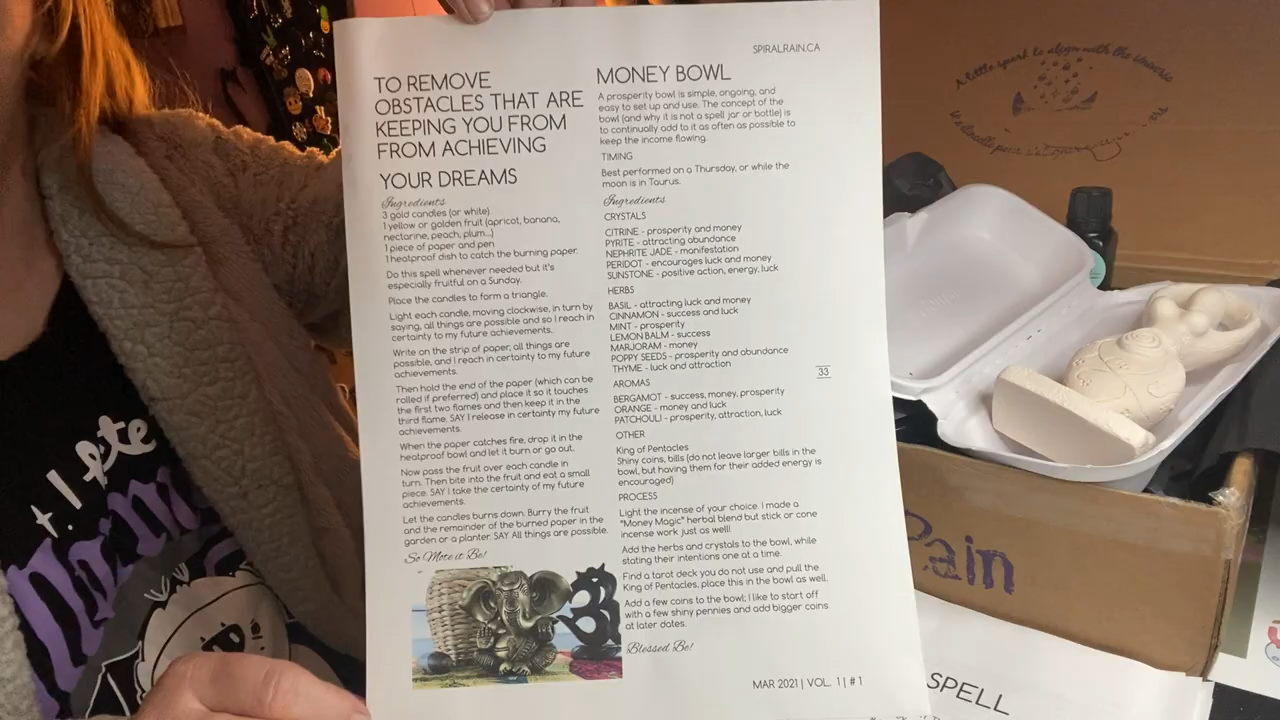 SPIRALRAIN.CA
TO REMOVE
OBSTACLES THAT ARE
KEEPING YOU FROM
FROM ACHIEVING
YOUR DREAMS
Ingredients
3 gold candles (or white)
1 yellow or golden fruit (apricot, banana,
nectarine, peach, plum...)
1 piece of paper and pen
1 heatproof dish to catch the burning paper.
Do this spell whenever needed but it's
especially fruitful on a Sunday.
Place the candles to form a triangle.
Light each candle, moving clockwise, in turn by
saying, all things are possible and so I reach in
certainty to my future achievements.
Write on the strip of paper, all things are
possible, and I reach in certainty to my future
achievements.
Then hold the end of the paper (which can be
rolled if preferred) and place it so it touches
the first two flames and then keep it in the
third flame. SAY I release in certainty my future
achievements.
When the paper catches fire, drop it in the
heatproof bowl and let it burn or go out.
Now pass the fruit over each candle in
turn. Then bite into the fruit and eat a small
piece. SAY I take the certainty of my future
achievements.
Let the candles burns down. Burry the fruit
and the remainder of the burned paper in the
garden or a planter. SAY All things are possible.
So Mote it Be!
MONEY BOWL
A prosperity bowl is simple, ongoing, and
easy to set up and use. The concept of the
bowl (and why it is not a spell jar or bottle) is
to continually add to it as often as possible to
keep the income flowing.
TIMING
Best performed on a Thursday, or while the
moon is in Taurus.
Ingredients
CRYSTALS
CITRINE - prosperity and money
PYRITE - attracting abundance
NEPHRITE JADE - manifestation
PERIDOT - encourages luck and money
SUNSTONE - positive action, energy, luck
HERBS
BASIL - attracting luck and money
CINNAMON - success and luck
MINT - prosperity
LEMON BALM - success
MARJORAM - money
POPPY SEEDS - prosperity and abundance
THYME - luck and attraction
AROMAS
BERGAMOT - success, money, prosperity
ORANGE - money and luck
PATCHOULI - prosperity, attraction, luck
OTHER
King of Pentacles
Shiny coins, bills (do not leave larger bills in the
bowl, but having them for their added energy is
encouraged)
PROCESS
Light the incense of your choice. I made a
"Money Magic" herbal blend but stick or cone
incense work just as well!
Add the herbs and crystals to the bowl, while
stating their intentions one at a time.
Find a tarot deck you do not use and pull the
King of Pentacles, place this in the bowl as well.
Add a few coins to the bowl; I like to start off
with a few shiny pennies and add bigger coins
at later dates.
Blessed Be!
33
MAR 2021 | VOL. 1 | # 1
A little spark to align with the Universe
Rain
SPELL